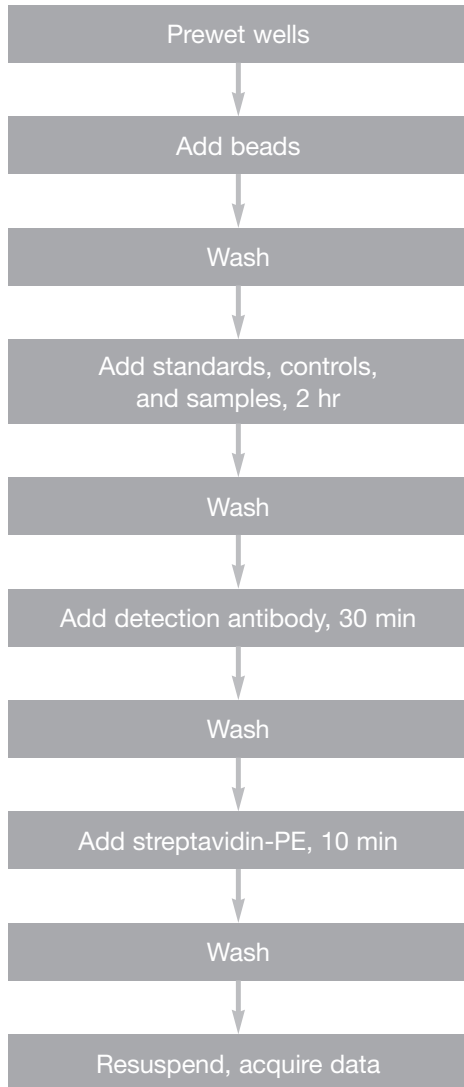 Prewet wells
Add beads
Wash
Add standards, controls,
and samples, 2 hr
Wash
Add detection antibody, 30 min
Wash
Add streptavidin-PE, 10 min
Wash
Resuspend, acquire data